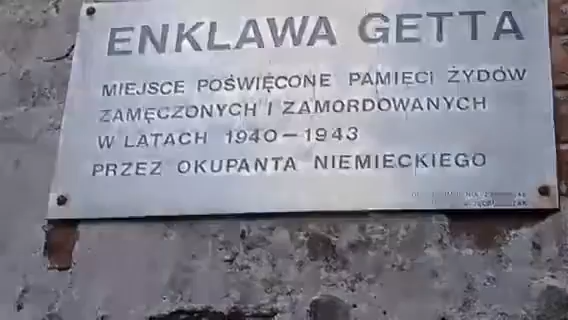 ENKLAWA GETTA
MIEJSCE POŚWIĘCONE PAMIĘCI ŻYDÓW
ZAMĘCZONYCH I ZAMORDOWANYCH
W LATACH 1940-1943
PRZEZ OKUPANTA NIEMIECKIEGO